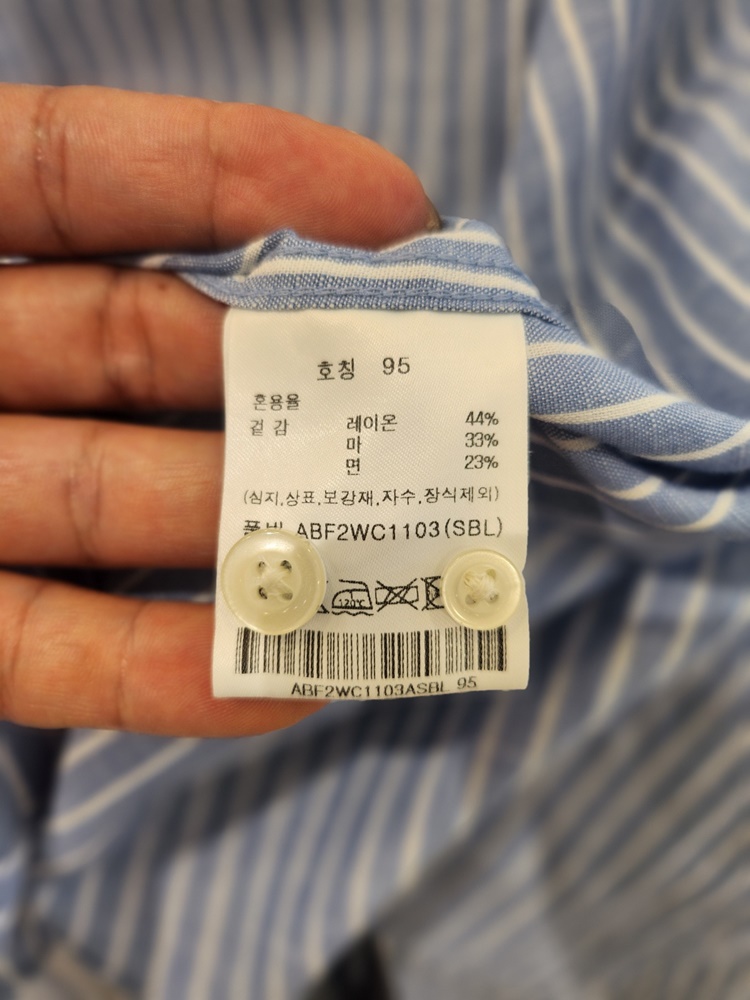 호칭 95
혼용율
겉 감 레이온 44%
마 33%
면 23%
(심지,상표,보강재,자수,장식제외)
ABF2WC1103(SBL)
120℃
ABF2WC1103ASBL 95